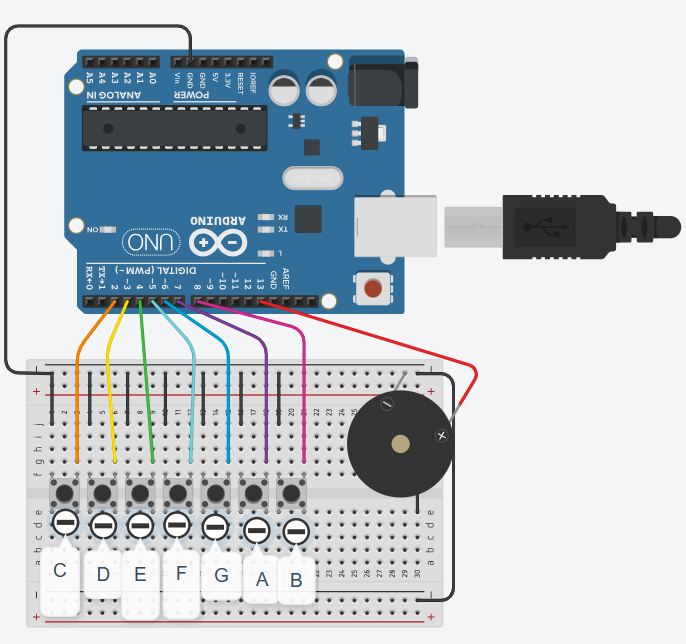 A5 A4 A3 A2 A1 A0
Vin GND GND 5V 3.3V RESET IOREF
ANALOG IN
POWER
RX
TX
ON
UNO
ARDUINO
L
DIGITAL (PWM~)
RX←0 TX→1 2 ~3 4 ~5 ~6 7 8 ~9 ~10 ~11 12 13 GND AREF
C D E F G A B